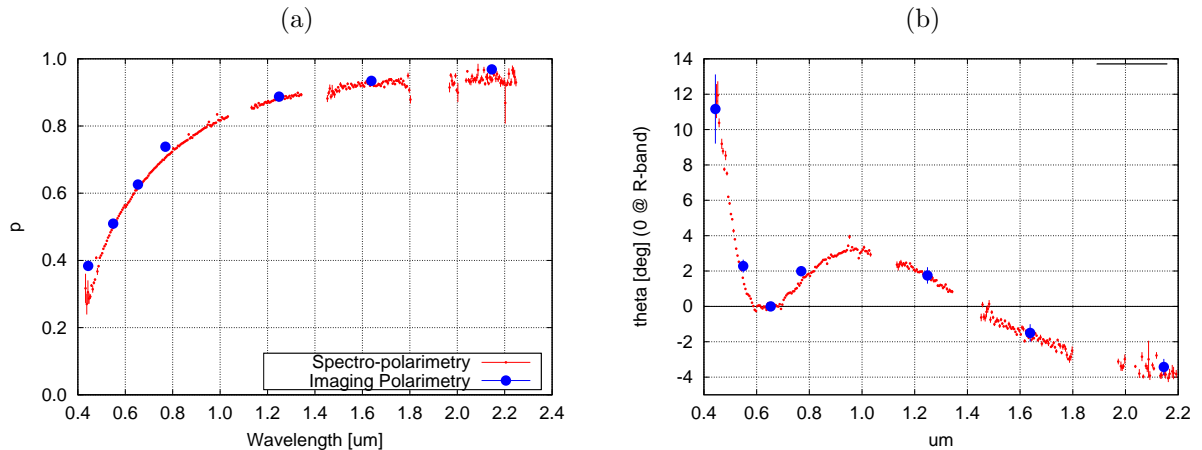 (a)
(b)
p
1.0
0.8
0.6
0.4
0.2
0.0
0.4 0.6 0.8 1.0 1.2 1.4 1.6 1.8 2.0 2.2 2.4
Wavelength [um]
Spectro-polarimetry
Imaging Polarimetry
theta [deg] (0 @ R-band)
14
12
10
8
6
4
2
0
-2
-4
0.4 0.6 0.8 1.0 1.2 1.4 1.6 1.8 2.0 2.2
um